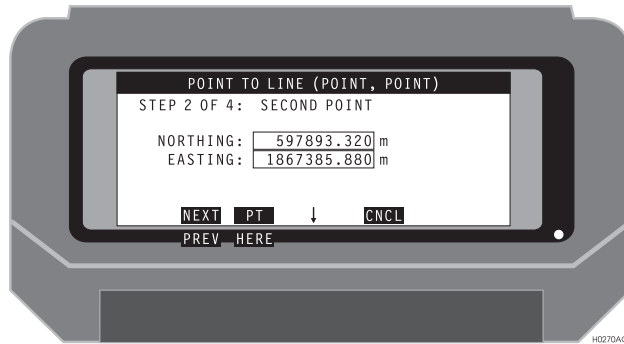 POINT TO LINE (POINT, POINT)
STEP 2 OF 4: SECOND POINT
NORTHING: 597893.320 m
EASTING: 1867385.880 m
NEXT PT ↓ CNCL
PREV HERE
H0270AC